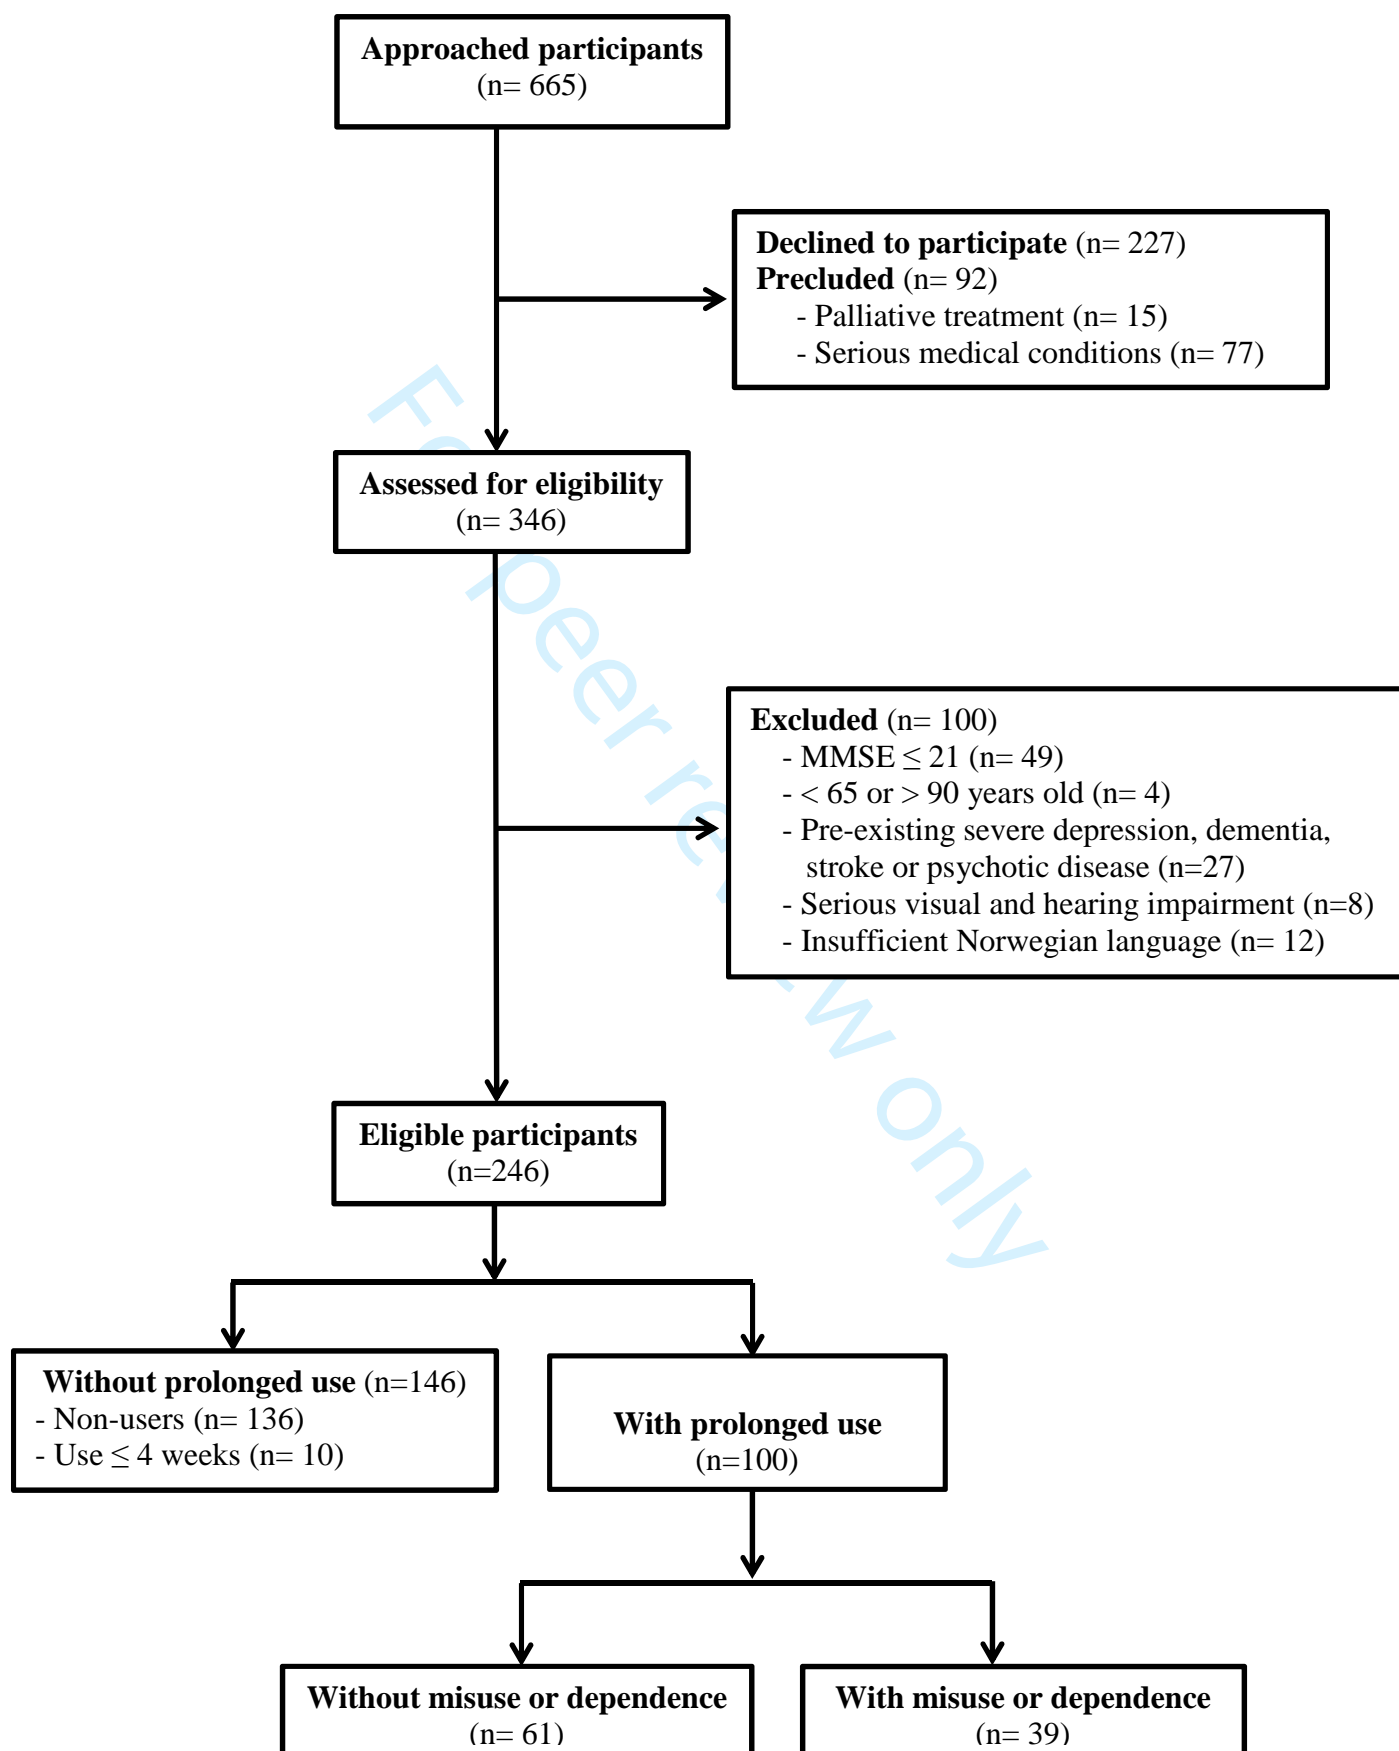 Approached participants
(n= 665)
Declined to participate (n= 227)
Precluded (n= 92)
- Palliative treatment (n= 15)
- Serious medical conditions (n= 77)
Assessed for eligibility
(n= 346)
Excluded (n= 100)
- MMSE ≤ 21 (n= 49)
- < 65 or > 90 years old (n= 4)
- Pre-existing severe depression, dementia,
stroke or psychotic disease (n=27)
- Serious visual and hearing impairment (n=8)
- Insufficient Norwegian language (n= 12)
Eligible participants
(n=246)
Without prolonged use (n=146)
- Non-users (n= 136)
- Use ≤ 4 weeks (n= 10)
With prolonged use
(n=100)
Without misuse or dependence
(n= 61)
With misuse or dependence
(n= 39)
For peer review only